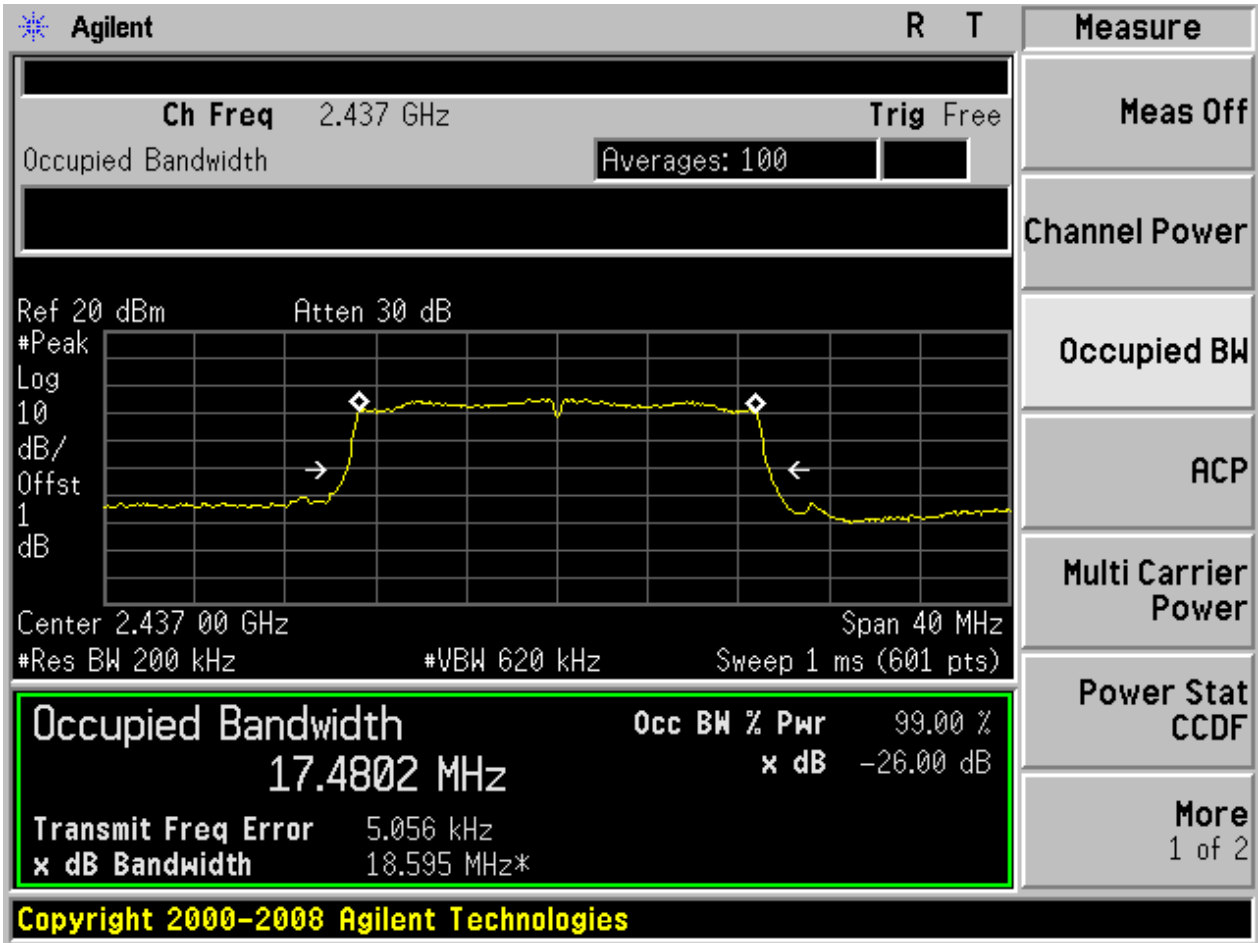 Agilent R T
Measure
Ch Freq 2.437 GHz Trig Free
Occupied Bandwidth Averages: 100
Ref 20 dBm Atten 30 dB
#Peak
Log
10
dB/
Offst
1
dB
Center 2.437 00 GHz Span 40 MHz
#Res BW 200 kHz #VBW 620 kHz Sweep 1 ms (601 pts)
Occupied Bandwidth
17.4802 MHz
Occ BW % Pwr 99.00 %
x dB -26.00 dB
Transmit Freq Error 5.056 kHz
x dB Bandwidth 18.595 MHz*
Meas Off
Channel Power
Occupied BW
ACP
Multi Carrier
Power
Power Stat
CCDF
More
1 of 2
Copyright 2000-2008 Agilent Technologies